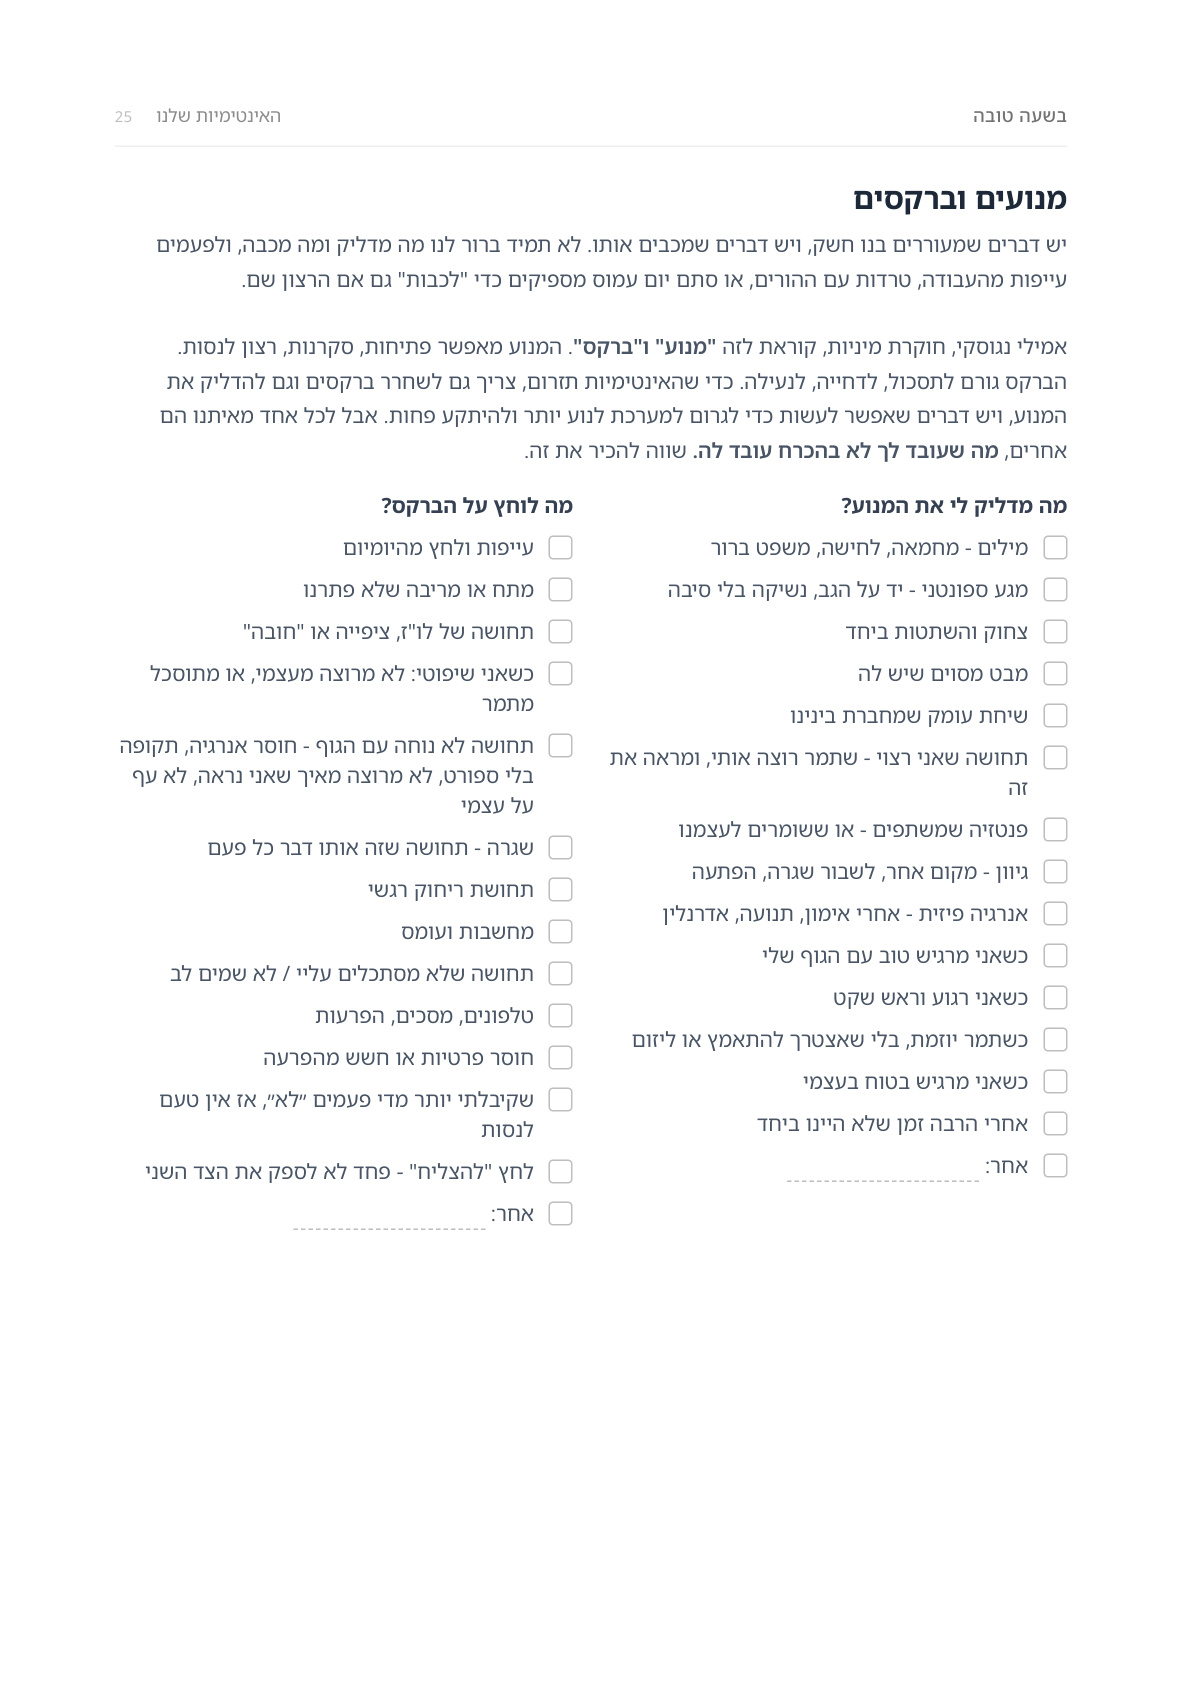 בשעה טובה
האינטימיות שלנו 25
מנועים וברקסים
יש דברים שמעוררים בנו חשק, ויש דברים שמכבים אותו. לא תמיד ברור לנו מה מדליק ומה מכבה, ולפעמים
עייפות מהעבודה, טרדות עם ההורים, או סתם יום עמוס מספיקים כדי "לכבות" גם אם הרצון שם.
אמילי נגוסקי, חוקרת מיניות, קוראת לזה "מנוע" ו"ברקס". המנוע מאפשר פתיחות, סקרנות, רצון לנסות.
הברקס גורם לתסכול, לדחייה, לנעילה. כדי שהאינטימיות תזרום, צריך גם לשחרר ברקסים וגם להדליק את
המנוע, ויש דברים שאפשר לעשות כדי לגרום למערכת לנוע יותר ולהיתקע פחות. אבל לכל אחד מאיתנו הם
אחרים, מה שעובד לך לא בהכרח עובד לה. שווה להכיר את זה.
מה מדליק לי את המנוע?
מילים - מחמאה, לחישה, משפט ברור
מגע ספונטני - יד על הגב, נשיקה בלי סיבה
צחוק והשתטות ביחד
מבט מסוים שיש לה
שיחת עומק שמחברת בינינו
תחושה שאני רצוי - שתמר רוצה אותי, ומראה את
זה
פנטזיה שמשתפים - או ששומרים לעצמנו
גיוון - מקום אחר, לשבור שגרה, הפתעה
אנרגיה פיזית - אחרי אימון, תנועה, אדרנלין
כשאני מרגיש טוב עם הגוף שלי
כשאני רגוע וראש שקט
כשתמר יוזמת, בלי שאצטרך להתאמץ או ליזום
כשאני מרגיש בטוח בעצמי
אחרי הרבה זמן שלא היינו ביחד
אחר:
מה לוחץ על הברקס?
עייפות ולחץ מהיומיום
מתח או מריבה שלא פתרנו
תחושה של לו"ז, ציפייה או "חובה"
כשאני שיפוטי: לא מרוצה מעצמי, או מתוסכל
מתמר
תחושה לא נוחה עם הגוף - חוסר אנרגיה, תקופה
בלי ספורט, לא מרוצה מאיך שאני נראה, לא עף
על עצמי
שגרה - תחושה שזה אותו דבר כל פעם
תחושת ריחוק רגשי
מחשבות ועומס
תחושה שלא מסתכלים עליי / לא שמים לב
טלפונים, מסכים, הפרעות
חוסר פרטיות או חשש מהפרעה
שקיבלתי יותר מדי פעמים ״לא״, אז אין טעם
לנסות
לחץ "להצליח" - פחד לא לספק את הצד השני
אחר: